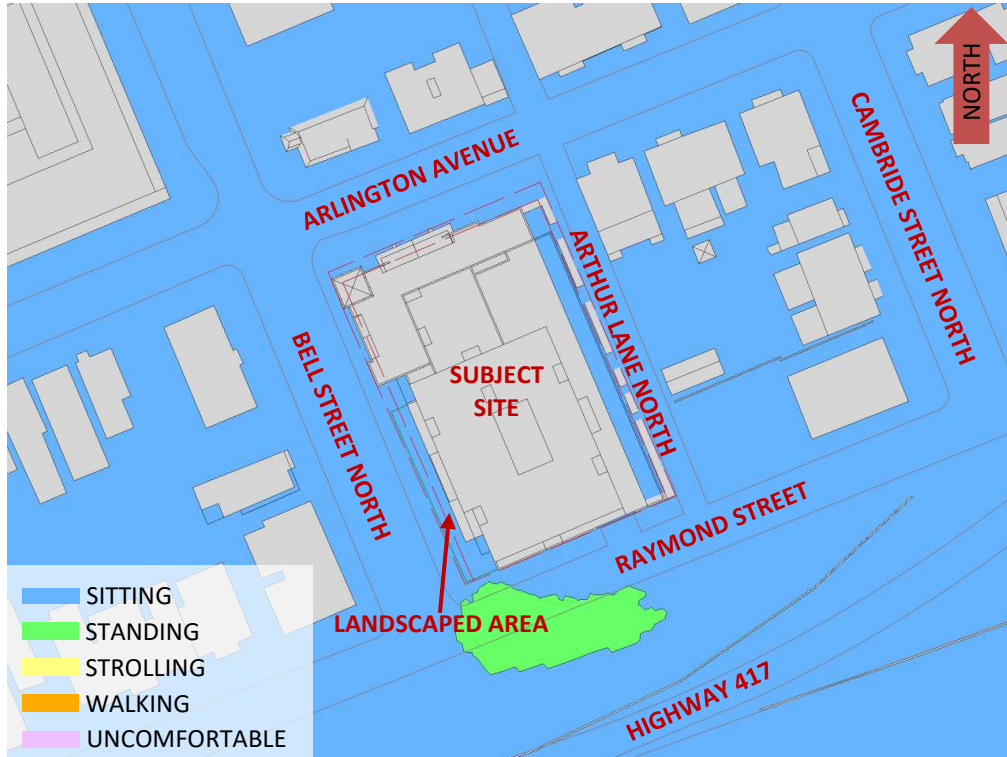 NORTH
CAMBRIDE STREET NORTH
ARLINGTON AVENUE
ARTHUR LANE NORTH
BELL STREET NORTH
SUBJECT
SITE
RAYMOND STREET
LANDSCAPED AREA
HIGHWAY 417
SITTING
STANDING
STROLLING
WALKING
UNCOMFORTABLE